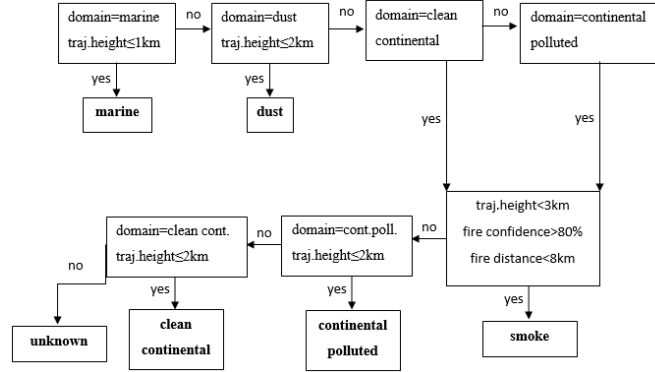 domain=marine
traj.height≤1km
no
domain=dust
traj.height≤2km
no
domain=clean
continental
no
domain=continental
polluted
yes
marine
yes
dust
yes
yes
traj.height<3km
fire confidence>80%
fire distance<8km
no
domain=cont.poll.
traj.height≤2km
no
domain=clean cont.
traj.height≤2km
no
yes
yes
yes
unknown
clean
continental
continental
polluted
smoke